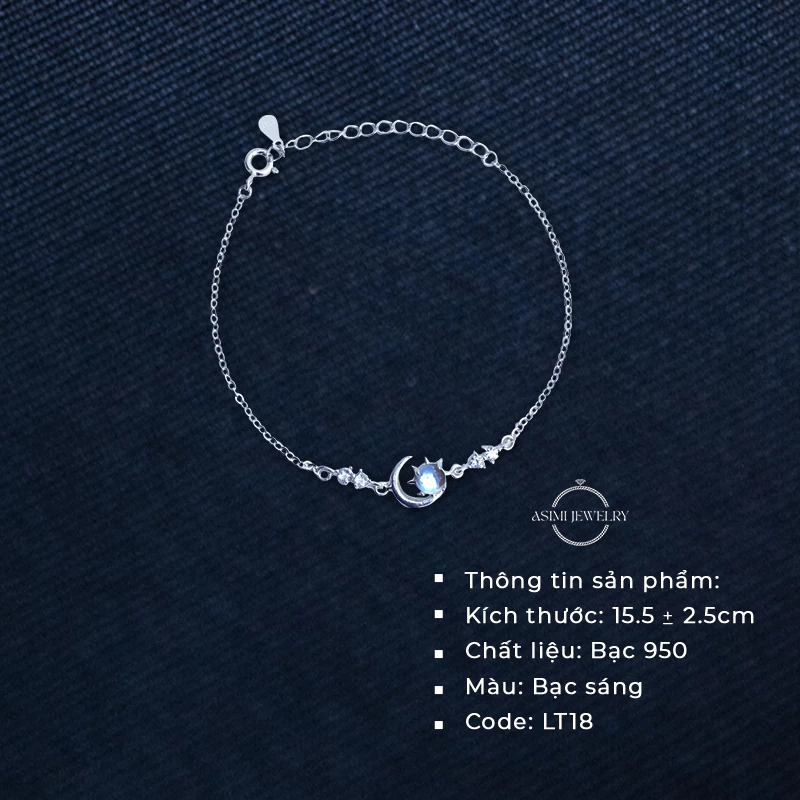 ASIMI JEWELRY
Thông tin sản phẩm:
Kích thước: 15.5 ± 2.5cm
Chất liệu: Bạc 950
Màu: Bạc sáng
Code: LT18